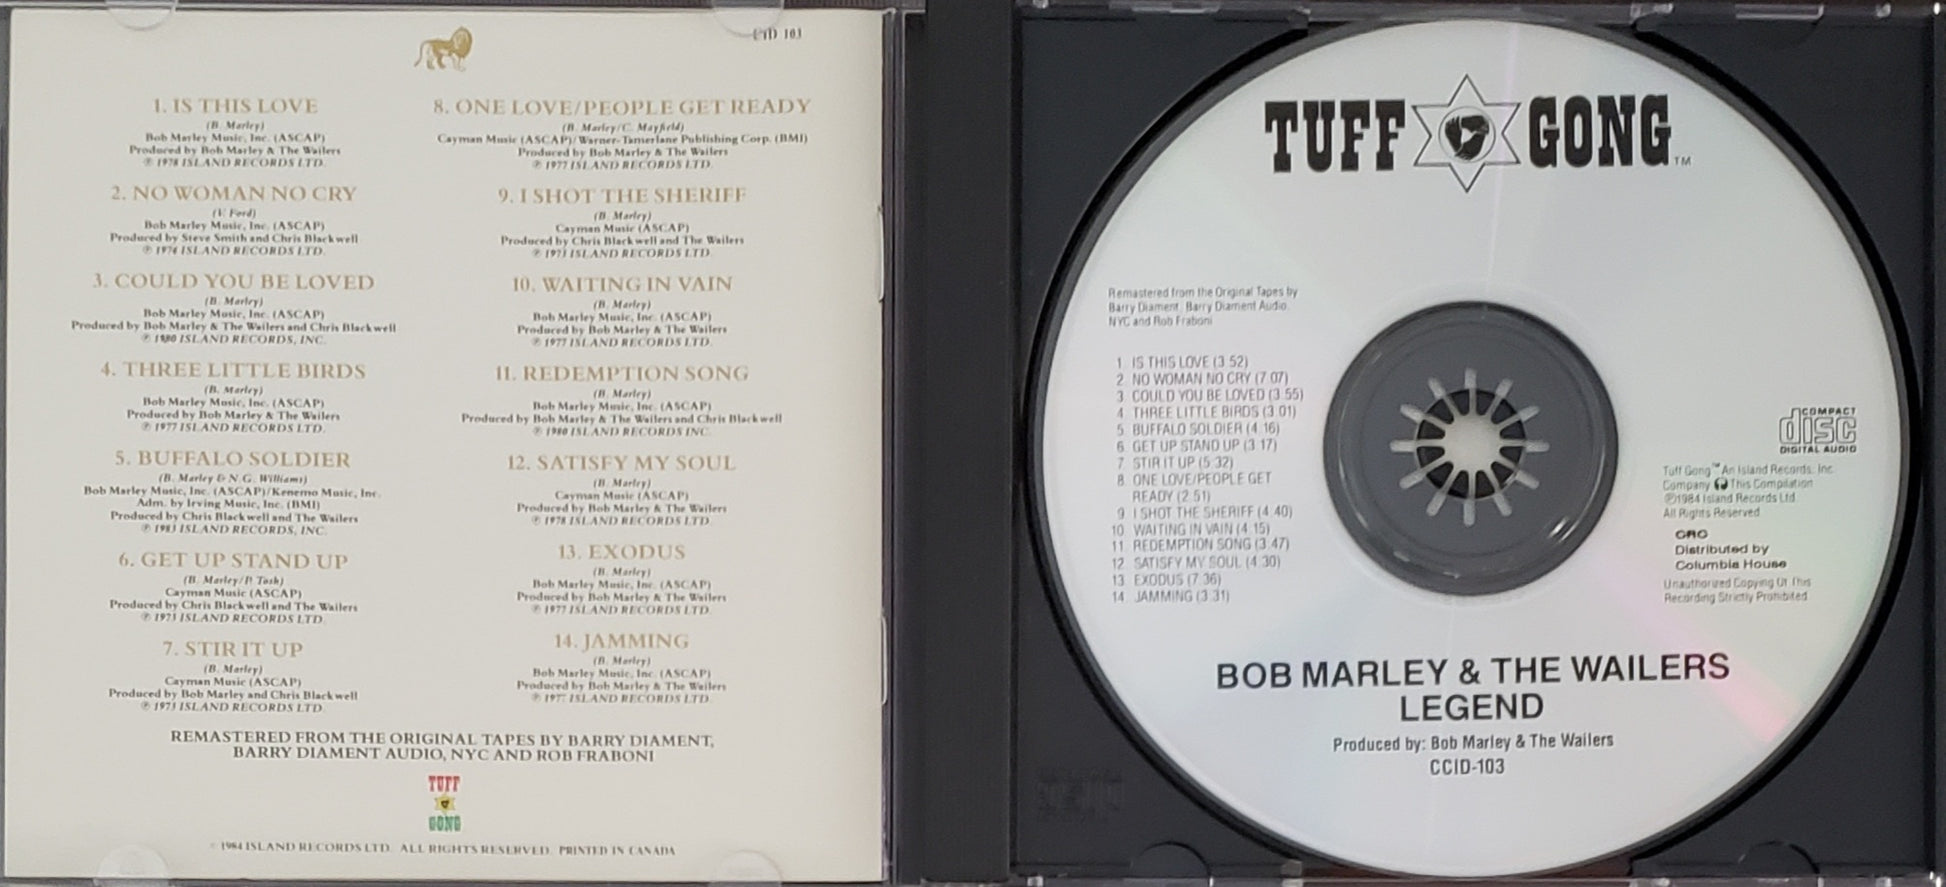 CID 103
1. IS THIS LOVE
(B. Marley)
Bob Marley Music, Inc. (ASCAP)
Produced by Bob Marley & The Wailers
℗ 1978 ISLAND RECORDS LTD.
2. NO WOMAN NO CRY
(V. Ford)
Bob Marley Music, Inc. (ASCAP)
Produced by Steve Smith and Chris Blackwell
℗ 1974 ISLAND RECORDS LTD.
3. COULD YOU BE LOVED
(B. Marley)
Bob Marley Music, Inc. (ASCAP)
Produced by Bob Marley & The Wailers and Chris Blackwell
℗ 1980 ISLAND RECORDS, INC.
4. THREE LITTLE BIRDS
(B. Marley)
Bob Marley Music, Inc. (ASCAP)
Produced by Bob Marley & The Wailers
℗ 1977 ISLAND RECORDS LTD.
5. BUFFALO SOLDIER
(B. Marley & N.G. Williams)
Bob Marley Music, Inc. (ASCAP)/Kenemo Music, Inc.
Adm. by Irving Music, Inc. (BMI)
Produced by Chris Blackwell and The Wailers
℗ 1983 ISLAND RECORDS, INC.
6. GET UP STAND UP
(B. Marley/P. Tosh)
Cayman Music (ASCAP)
Produced by Chris Blackwell and The Wailers
℗ 1973 ISLAND RECORDS LTD.
7. STIR IT UP
(B. Marley)
Cayman Music (ASCAP)
Produced by Bob Marley and Chris Blackwell
℗ 1973 ISLAND RECORDS LTD.
8. ONE LOVE/PEOPLE GET READY
(B. Marley/C. Mayfield)
Cayman Music (ASCAP)/Warner-Tamerlane Publishing Corp. (BMI)
Produced by Bob Marley & The Wailers
℗ 1977 ISLAND RECORDS LTD.
9. I SHOT THE SHERIFF
(B. Marley)
Cayman Music (ASCAP)
Produced by Chris Blackwell and The Wailers
℗ 1973 ISLAND RECORDS LTD.
10. WAITING IN VAIN
(B. Marley)
Bob Marley Music, Inc. (ASCAP)
Produced by Bob Marley & The Wailers
℗ 1977 ISLAND RECORDS LTD.
11. REDEMPTION SONG
(B. Marley)
Bob Marley Music, Inc. (ASCAP)
Produced by Bob Marley & The Wailers and Chris Blackwell
℗ 1980 ISLAND RECORDS INC.
12. SATISFY MY SOUL
(B. Marley)
Cayman Music (ASCAP)
Produced by Bob Marley & The Wailers
℗ 1978 ISLAND RECORDS LTD.
13. EXODUS
(B. Marley)
Bob Marley Music, Inc. (ASCAP)
Produced by Bob Marley & The Wailers
℗ 1977 ISLAND RECORDS LTD.
14. JAMMING
(B. Marley)
Bob Marley Music, Inc. (ASCAP)
Produced by Bob Marley & The Wailers
℗ 1977 ISLAND RECORDS LTD.
REMASTERED FROM THE ORIGINAL TAPES BY BARRY DIAMENT,
BARRY DIAMENT AUDIO, NYC AND ROB FRABONI
TUFF
GONG
© 1984 ISLAND RECORDS LTD. ALL RIGHTS RESERVED. PRINTED IN CANADA
TUFF GONG™
Remastered from the Original Tapes by
Barry Diament, Barry Diament Audio,
NYC and Rob Fraboni
1 IS THIS LOVE (3:52)
2 NO WOMAN NO CRY (7:07)
3 COULD YOU BE LOVED (3:55)
4 THREE LITTLE BIRDS (3:01)
5 BUFFALO SOLDIER (4:16)
6 GET UP STAND UP (3:17)
7 STIR IT UP (5:32)
8 ONE LOVE/PEOPLE GET
READY (2:51)
9 I SHOT THE SHERIFF (4:40)
10 WAITING IN VAIN (4:15)
11 REDEMPTION SONG (3:47)
12 SATISFY MY SOUL (4:30)
13 EXODUS (7:36)
14 JAMMING (3:31)
COMPACT
disc
DIGITAL AUDIO
Tuff Gong™ An Island Records, Inc.
Company This Compilation
℗1984 Island Records Ltd.
All Rights Reserved
CRC
Distributed by
Columbia House
Unauthorized Copying Of This
Recording Strictly Prohibited
BOB MARLEY & THE WAILERS
LEGEND
Produced by: Bob Marley & The Wailers
CCID-103